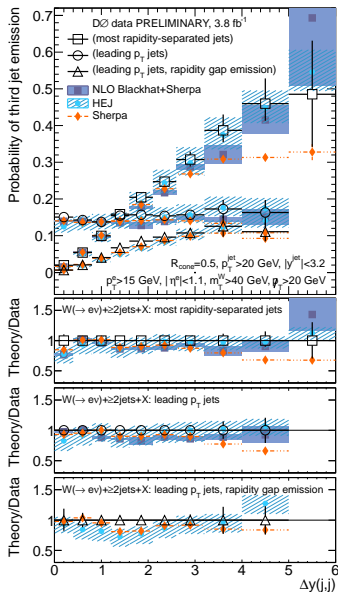 DØ data PRELIMINARY, 3.8 fb⁻¹
(most rapidity-separated jets)
(leading p_T jets)
(leading p_T jets, rapidity gap emission)
NLO Blackhat+Sherpa
HEJ
Sherpa
Probability of third jet emission
0.7
0.6
0.5
0.4
0.3
0.2
0.1
0
R_cone=0.5, p_T^jet>20 GeV, |y^jet|<3.2
p_T^e>15 GeV, |η^e|<1.1, m_T^W>40 GeV, p̸_T>20 GeV
W(→ eν)+≥2jets+X: most rapidity-separated jets
Theory/Data
1.5
1
0.5
W(→ eν)+≥2jets+X: leading p_T jets
Theory/Data
1.5
1
0.5
W(→ eν)+≥2jets+X: leading p_T jets, rapidity gap emission
Theory/Data
1.5
1
0.5
0 1 2 3 4 5 6
Δy(j,j)